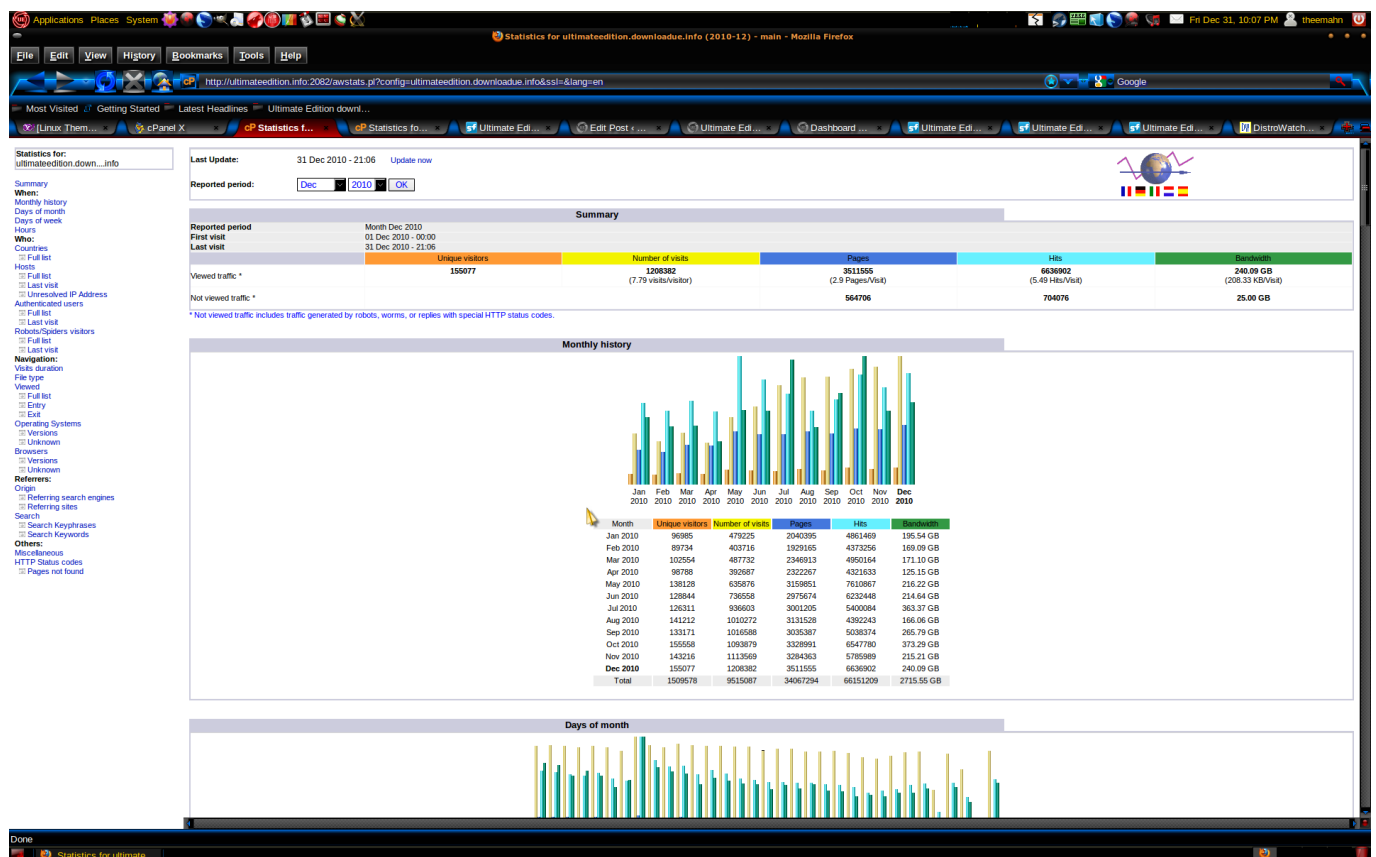 Applications Places System Fri Dec 31, 10:07 PM theemahn
Statistics for ultimateedition.downloadue.info (2010-12) - main - Mozilla Firefox
File Edit View History Bookmarks Tools Help
cP http://ultimateedition.info:2082/awstats.pl?config=ultimateedition.downloadue.info&ssl=&lang=en Google
Most Visited Getting Started Latest Headlines Ultimate Edition downl...
[Linux Them... cPanel X cP Statistics f... cP Statistics fo... Ultimate Edi... Edit Post ‹ ... Ultimate Edi... Dashboard ... Ultimate Edi... Ultimate Edi... Ultimate Edi... DistroWatch...
Statistics for:
ultimateedition.down....info
Summary
When:
Monthly history
Days of month
Days of week
Hours
Who:
Countries
Full list
Hosts
Full list
Last visit
Unresolved IP Address
Authenticated users
Full list
Last visit
Robots/Spiders visitors
Full list
Last visit
Navigation:
Visits duration
File type
Viewed
Full list
Entry
Exit
Operating Systems
Versions
Unknown
Browsers
Versions
Unknown
Referrers:
Origin
Referring search engines
Referring sites
Search
Search Keyphrases
Search Keywords
Others:
Miscellaneous
HTTP Status codes
Pages not found
Last Update: 31 Dec 2010 - 21:06 Update now
Reported period: Dec 2010 OK
Summary
Reported period Month Dec 2010
First visit 01 Dec 2010 - 00:00
Last visit 31 Dec 2010 - 21:06
Unique visitors Number of visits Pages Hits Bandwidth
Viewed traffic * 155077 1208382 3511555 6636902 240.09 GB
(7.79 visits/visitor) (2.9 Pages/Visit) (5.49 Hits/Visit) (208.33 KB/Visit)
Not viewed traffic * 564706 704076 25.00 GB
* Not viewed traffic includes traffic generated by robots, worms, or replies with special HTTP status codes.
Monthly history
Jan Feb Mar Apr May Jun Jul Aug Sep Oct Nov Dec
2010 2010 2010 2010 2010 2010 2010 2010 2010 2010 2010 2010
Month Unique visitors Number of visits Pages Hits Bandwidth
Jan 2010 96985 479225 2040395 4861469 195.54 GB
Feb 2010 89734 403716 1929165 4373256 169.09 GB
Mar 2010 102554 487732 2346913 4950164 171.10 GB
Apr 2010 98788 392687 2322267 4321633 125.15 GB
May 2010 138128 635876 3159851 7610867 216.22 GB
Jun 2010 128844 736558 2975674 6232448 214.64 GB
Jul 2010 126311 936603 3001205 5400084 363.37 GB
Aug 2010 141212 1010272 3131528 4392243 166.06 GB
Sep 2010 133171 1016588 3035387 5038374 265.79 GB
Oct 2010 155558 1093879 3328991 6547780 373.29 GB
Nov 2010 143216 1113569 3284363 5785989 215.21 GB
Dec 2010 155077 1208382 3511555 6636902 240.09 GB
Total 1509578 9515087 34067294 66151209 2715.55 GB
Days of month
Done
Statistics for ultimate